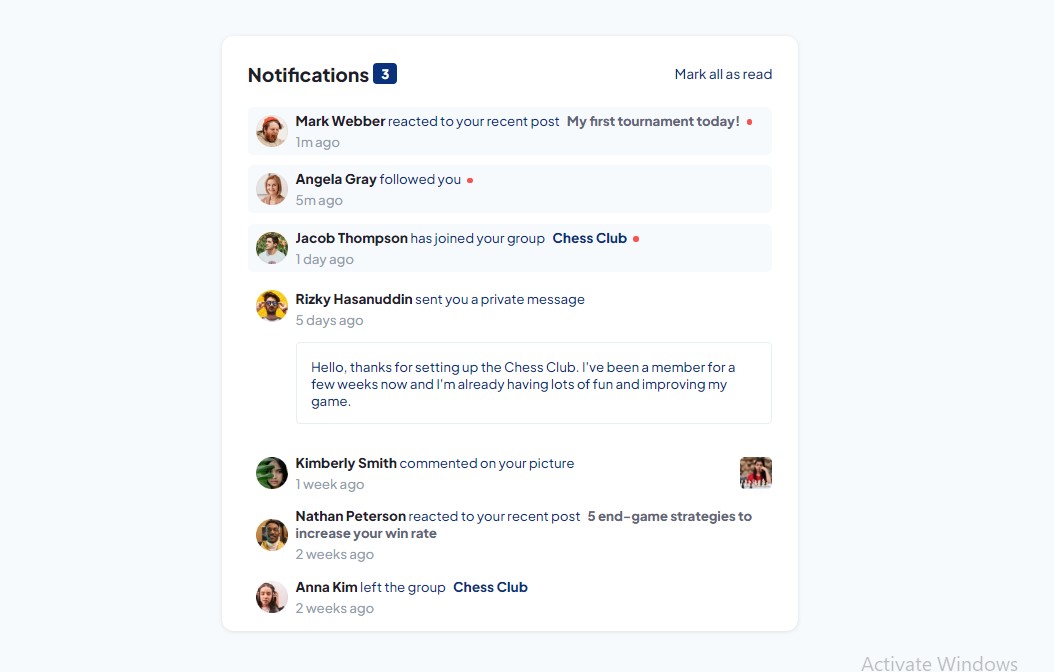 Notifications 3
Mark all as read
Mark Webber reacted to your recent post My first tournament today!
1m ago
Angela Gray followed you
5m ago
Jacob Thompson has joined your group Chess Club
1 day ago
Rizky Hasanuddin sent you a private message
5 days ago
Hello, thanks for setting up the Chess Club. I've been a member for a
few weeks now and I'm already having lots of fun and improving my
game.
Kimberly Smith commented on your picture
1 week ago
Nathan Peterson reacted to your recent post 5 end-game strategies to
increase your win rate
2 weeks ago
Anna Kim left the group Chess Club
2 weeks ago
Activate Windows